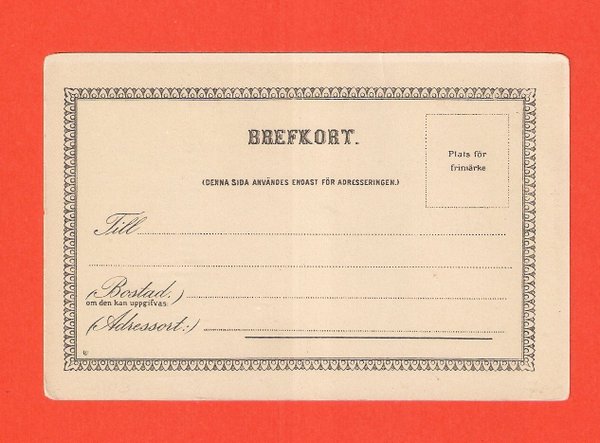 BREFKORT.
Plats för
frimärke
(DENNA SIDA ANVÄNDES ENDAST FÖR ADRESSERINGEN.)
Till
(Bostad:)
om den kan uppgifvas
(Adressort:)